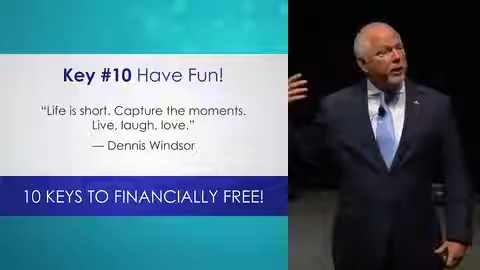 Key #10 Have Fun!
“Life is short. Capture the moments.
Live, laugh, love.”
— Dennis Windsor
10 KEYS TO FINANCIALLY FREE!